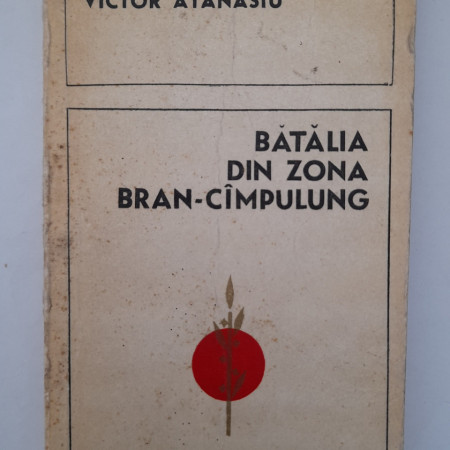 VICTOR ATANASIU
BĂTĂLIA
DIN ZONA
BRAN-CÎMPULUNG